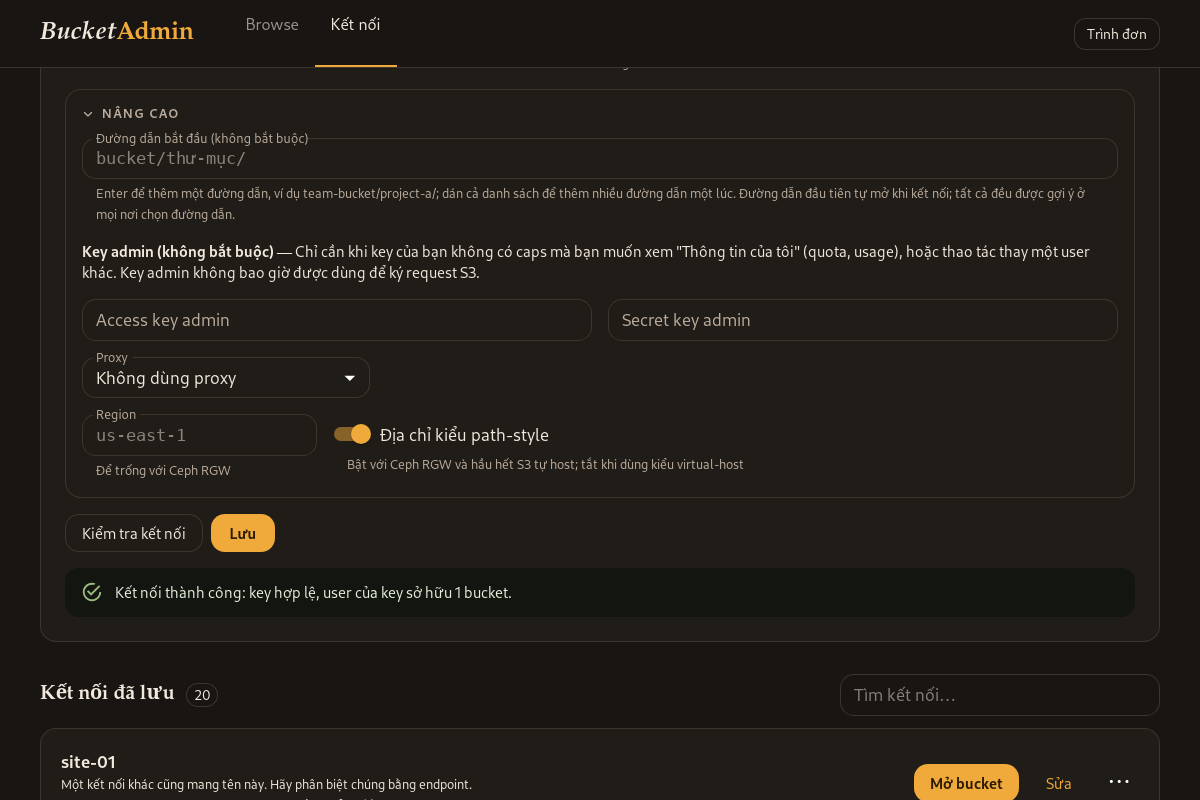 BucketAdmin
Browse
Kết nối
Trình đơn
NÂNG CAO
Đường dẫn bắt đầu (không bắt buộc)
bucket/thư-mục/
Enter để thêm một đường dẫn, ví dụ team-bucket/project-a/; dán cả danh sách để thêm nhiều đường dẫn một lúc. Đường dẫn đầu tiên tự mở khi kết nối; tất cả đều được gợi ý ở
mọi nơi chọn đường dẫn.
Key admin (không bắt buộc) — Chỉ cần khi key của bạn không có caps mà bạn muốn xem "Thông tin của tôi" (quota, usage), hoặc thao tác thay một user
khác. Key admin không bao giờ được dùng để ký request S3.
Access key admin
Secret key admin
Proxy
Không dùng proxy
Region
us-east-1
Địa chỉ kiểu path-style
Để trống với Ceph RGW
Bật với Ceph RGW và hầu hết S3 tự host; tắt khi dùng kiểu virtual-host
Kiểm tra kết nối
Lưu
Kết nối thành công: key hợp lệ, user của key sở hữu 1 bucket.
Kết nối đã lưu
20
Tìm kết nối...
site-01
Một kết nối khác cũng mang tên này. Hãy phân biệt chúng bằng endpoint.
Mở bucket
Sửa